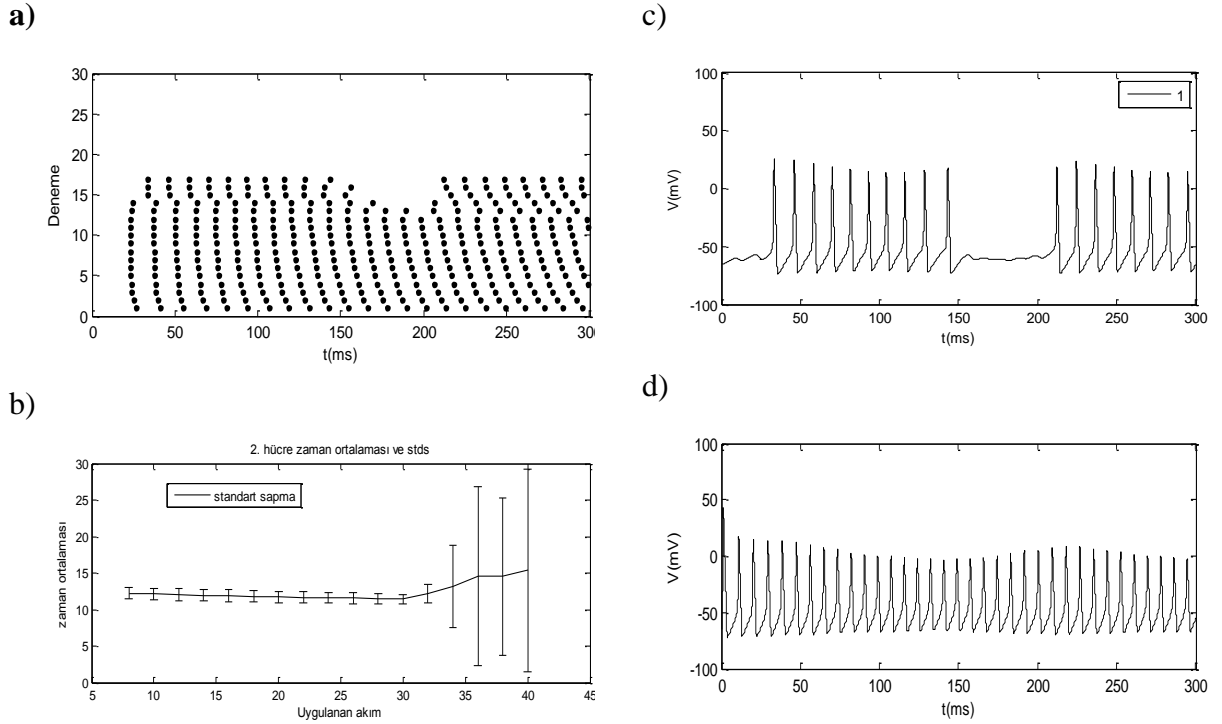 a)
30
25
20
15
10
5
0
Deneme
0 50 100 150 200 250 300
t(ms)
b)
2. hücre zaman ortalaması ve stds
30
25
20
15
10
5
0
zaman ortalaması
standart sapma
5 10 15 20 25 30 35 40 45
Uygulanan akım
c)
100
50
0
-50
-100
V(mV)
1
0 50 100 150 200 250 300
t(ms)
d)
100
50
0
-50
-100
V(mV)
0 50 100 150 200 250 300
t(ms)